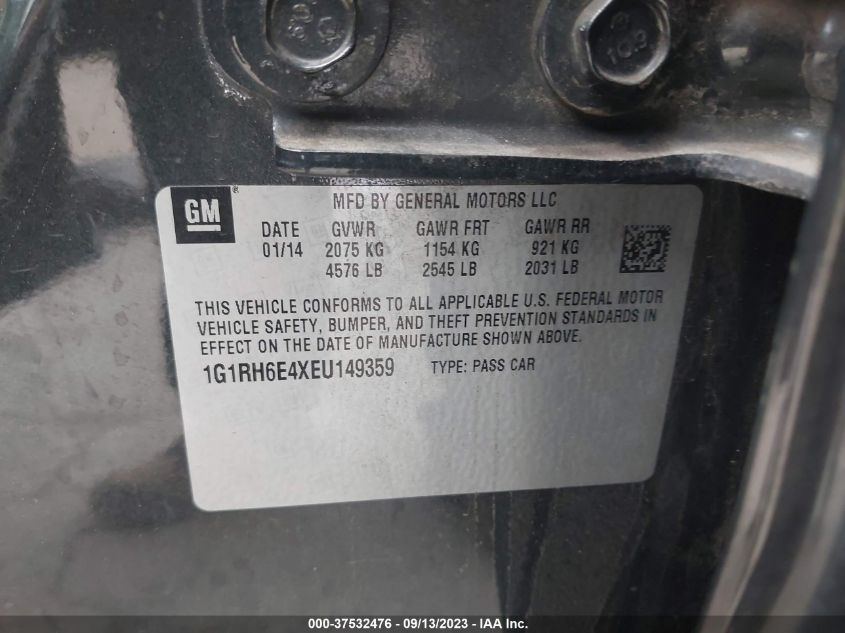 10.9
GM ®
MFD BY GENERAL MOTORS LLC
DATE GVWR GAWR FRT GAWR RR
01/14 2075 KG 1154 KG 921 KG
4576 LB 2545 LB 2031 LB
THIS VEHICLE CONFORMS TO ALL APPLICABLE U.S. FEDERAL MOTOR
VEHICLE SAFETY, BUMPER, AND THEFT PREVENTION STANDARDS IN
EFFECT ON THE DATE OF MANUFACTURE SHOWN ABOVE.
1G1RH6E4XEU149359 TYPE: PASS CAR
000-37532476 - 09/13/2023 - © IAA Inc.